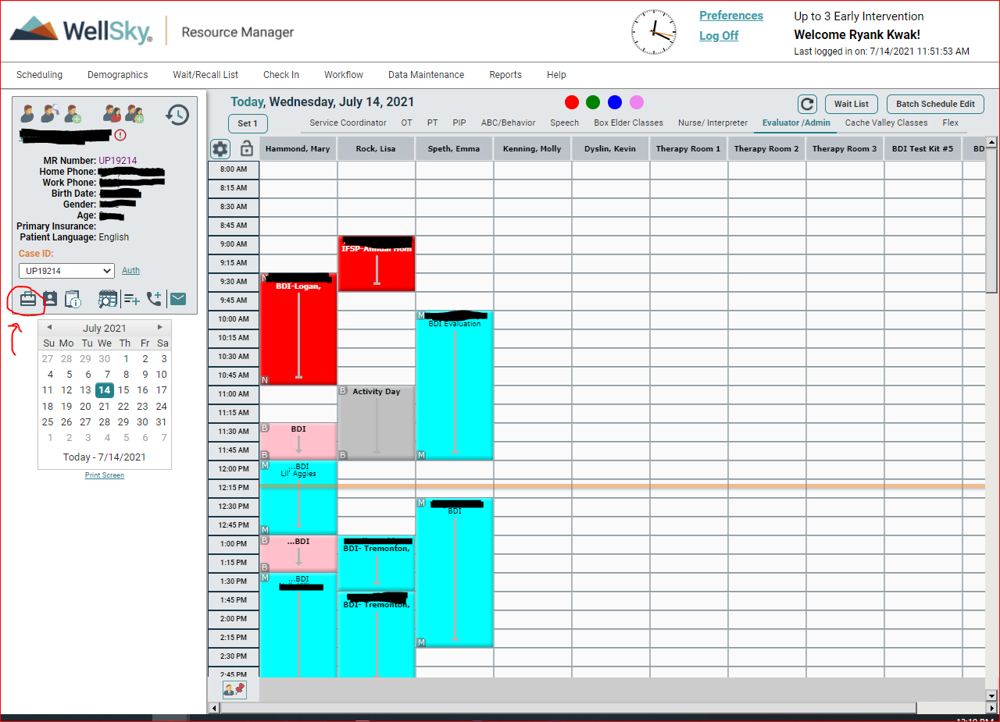 WellSky® Resource Manager
Preferences
Log Off
Up to 3 Early Intervention
Welcome Ryank Kwak!
Last logged in on: 7/14/2021 11:51:53 AM
Scheduling Demographics Wait/Recall List Check In Workflow Data Maintenance Reports Help
MR Number: UP19214
Home Phone:
Work Phone:
Birth Date:
Gender:
Age:
Primary Insurance:
Patient Language: English
Case ID:
UP19214 Auth
July 2021
Su Mo Tu We Th Fr Sa
27 28 29 30 1 2 3
4 5 6 7 8 9 10
11 12 13 14 15 16 17
18 19 20 21 22 23 24
25 26 27 28 29 30 31
1 2 3 4 5 6 7
Today - 7/14/2021
Print Screen
Today, Wednesday, July 14, 2021
Wait List Batch Schedule Edit
Set 1
Service Coordinator OT PT PIP ABC/Behavior Speech Box Elder Classes Nurse/ Interpreter Evaluator /Admin Cache Valley Classes Flex
Hammond, Mary Rock, Lisa Speth, Emma Kenning, Molly Dyslin, Kevin Therapy Room 1 Therapy Room 2 Therapy Room 3 BDI Test Kit #5 BD
8:00 AM
8:15 AM
8:30 AM
8:45 AM
9:00 AM
IFSP-Annual Hom
9:15 AM
9:30 AM
N
BDI-Logan,
9:45 AM
10:00 AM
M
BDI Evaluation
10:15 AM
10:30 AM
10:45 AM
N
11:00 AM
B Activity Day
11:15 AM
11:30 AM
B BDI
11:45 AM
B B M
12:00 PM
M ...BDI
Lil' Aggies
12:15 PM
12:30 PM
M
BDI
12:45 PM
M
1:00 PM
B ...BDI
BDI- Tremonton,
1:15 PM
B
1:30 PM
M ...BDI
1:45 PM
BDI- Tremonton,
2:00 PM
2:15 PM
M
2:30 PM
2:45 PM
12:19 PM